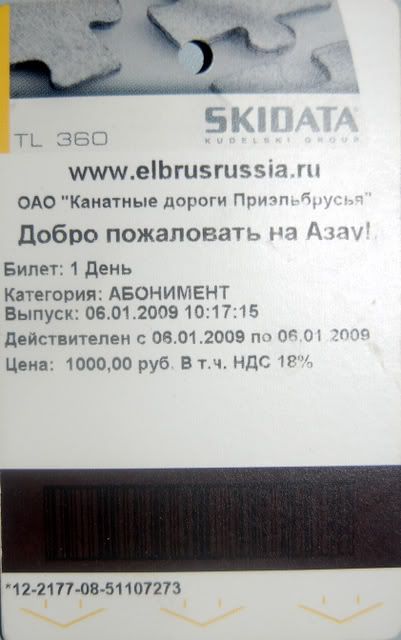 SKIDATA
KUDELSKI GROUP
TL 360
www.elbrusrussia.ru
ОАО "Канатные дороги Приэльбрусья"
Добро пожаловать на Азау!
Билет: 1 День
Категория: АБОНИМЕНТ
Выпуск: 06.01.2009 10:17:15
Действителен с 06.01.2009 по 06.01.2009
Цена: 1000,00 руб. В т.ч. НДС 18%
*12-2177-08-51107273